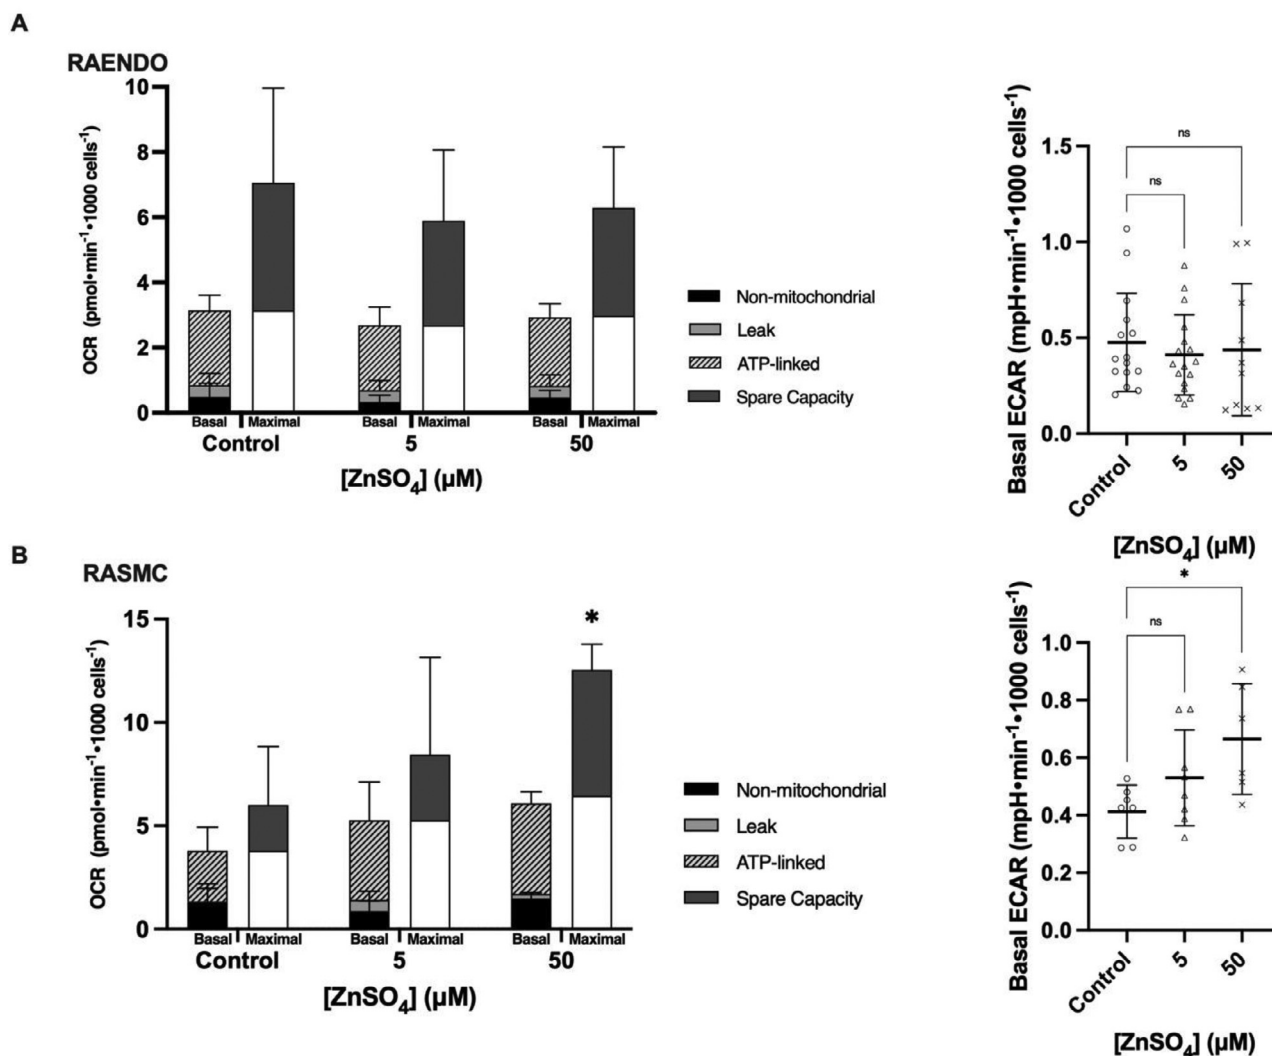 A
RAENDO
OCR (pmol•min⁻¹•1000 cells⁻¹)
10
8
6
4
2
0
Basal Maximal Basal Maximal Basal Maximal
Control 5 50
[ZnSO₄] (µM)
Non-mitochondrial
Leak
ATP-linked
Spare Capacity
Basal ECAR (mpH•min⁻¹•1000 cells⁻¹)
1.5
1.0
0.5
0.0
ns
ns
Control 5 50
[ZnSO₄] (µM)
B
RASMC
OCR (pmol•min⁻¹•1000 cells⁻¹)
15
10
5
0
*
Basal Maximal Basal Maximal Basal Maximal
Control 5 50
[ZnSO₄] (µM)
Non-mitochondrial
Leak
ATP-linked
Spare Capacity
Basal ECAR (mpH•min⁻¹•1000 cells⁻¹)
1.0
0.8
0.6
0.4
0.2
0.0
*
ns
Control 5 50
[ZnSO₄] (µM)